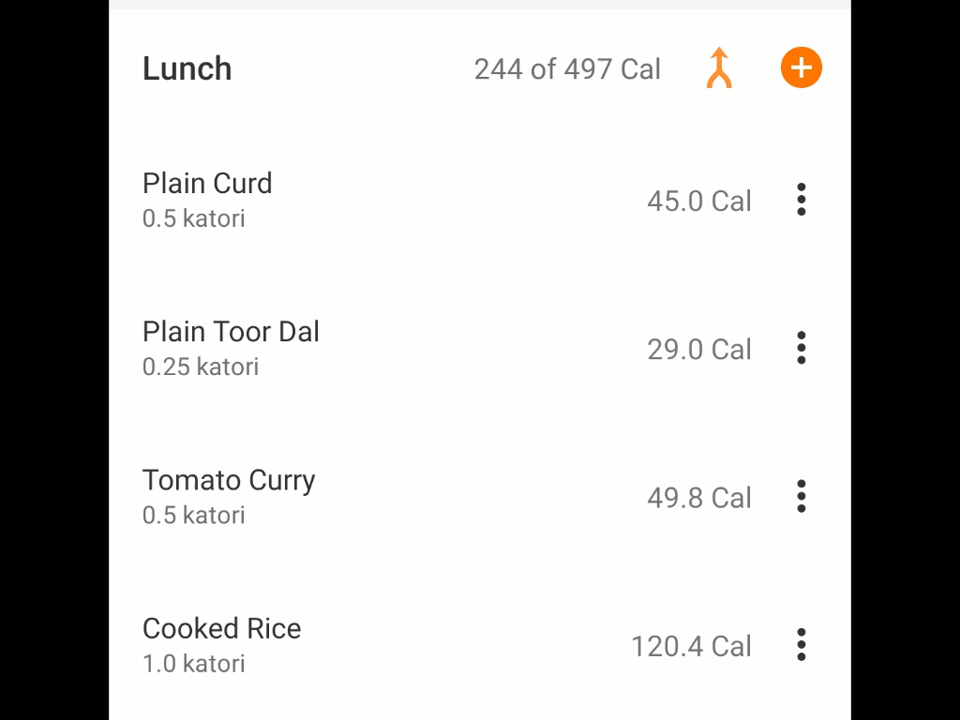 Lunch 244 of 497 Cal
Plain Curd
0.5 katori
45.0 Cal
Plain Toor Dal
0.25 katori
29.0 Cal
Tomato Curry
0.5 katori
49.8 Cal
Cooked Rice
1.0 katori
120.4 Cal